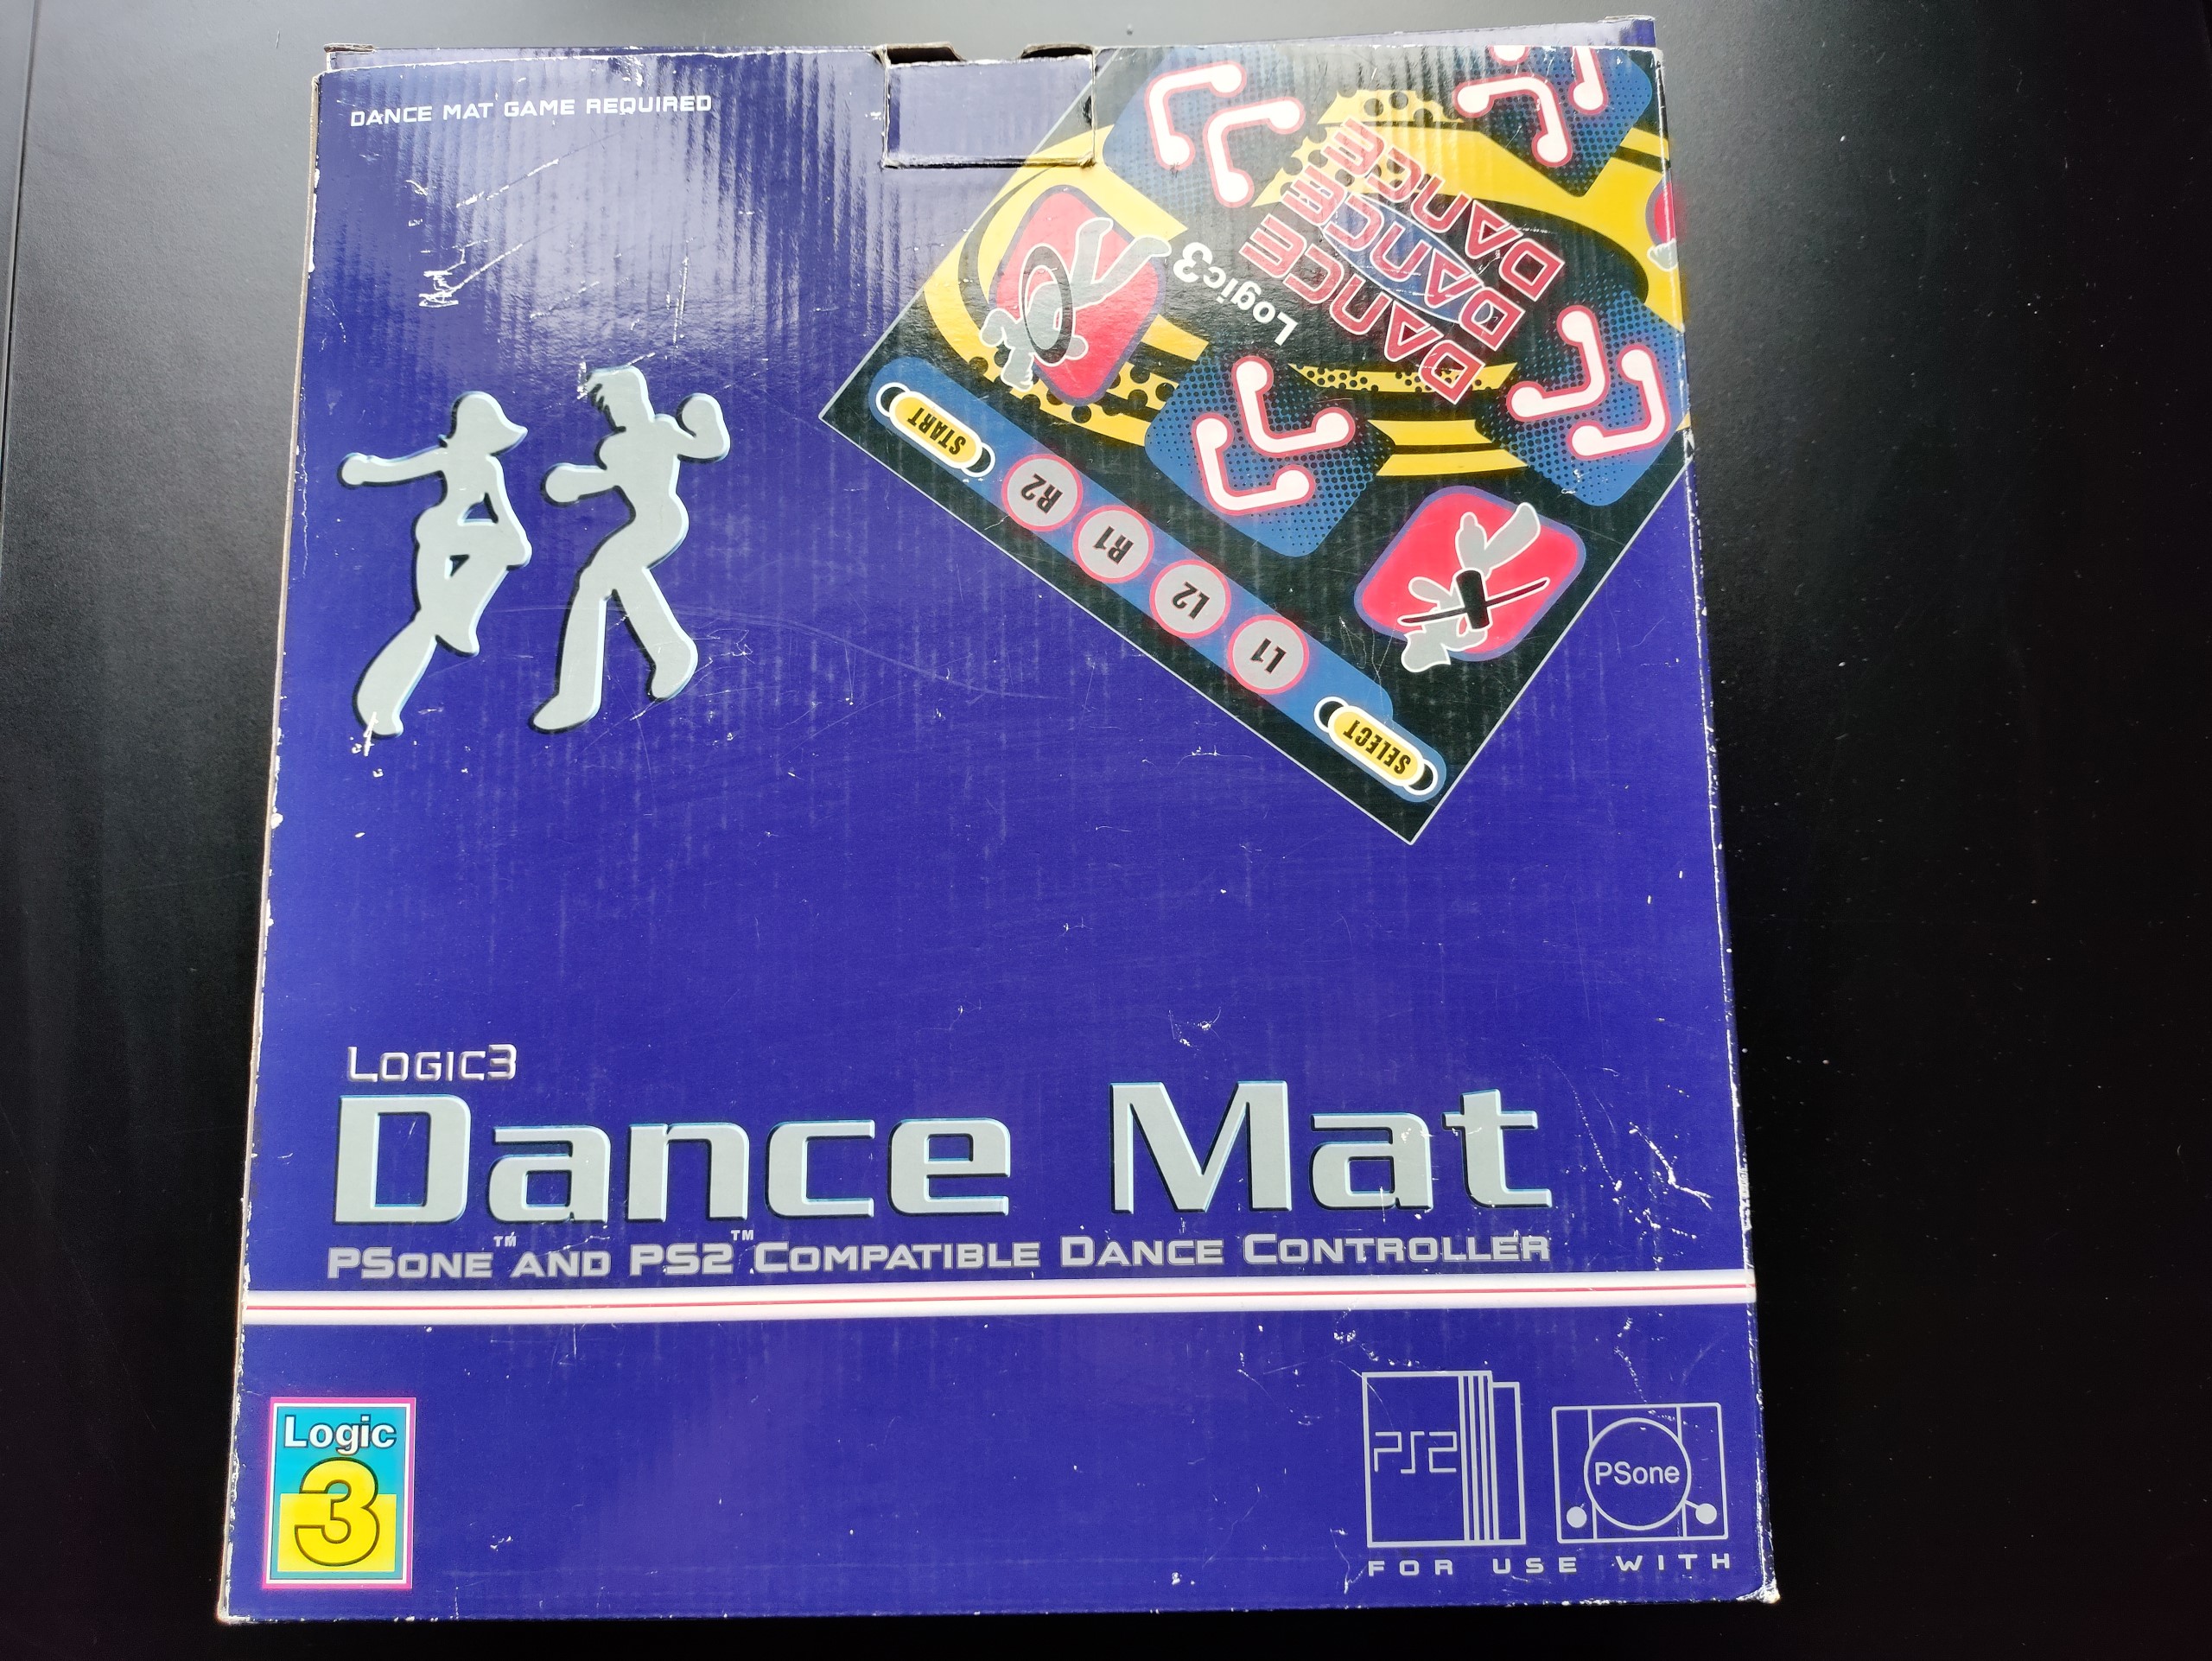 DANCE MAT GAME REQUIRED
DANCE
DANCE
DANCE
Logic3
START
R2
R1
L2
L1
SELECT
LOGIC3
Dance Mat
PSONE™ AND PS2™ COMPATIBLE DANCE CONTROLLER
Logic
3
PS2
PSone
FOR USE WITH